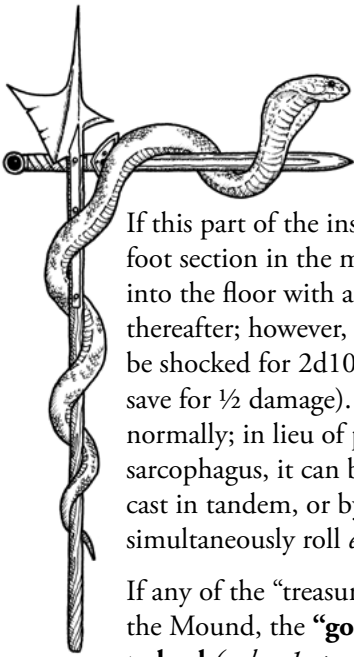 If this part of the ins
foot section in the m
into the floor with a
thereafter; however,
be shocked for 2d10
save for ½ damage).
normally; in lieu of p
sarcophagus, it can b
cast in tandem, or by
simultaneously roll e
If any of the “treasur
the Mound, the “go